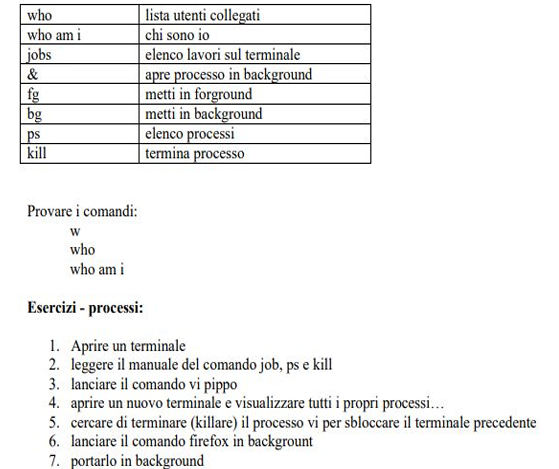 who lista utenti collegati
who am i chi sono io
jobs elenco lavori sul terminale
& apre processo in background
fg metti in forground
bg metti in background
ps elenco processi
kill termina processo
Provare i comandi:
w
who
who am i
Esercizi - processi:
1. Aprire un terminale
2. leggere il manuale del comando job, ps e kill
3. lanciare il comando vi pippo
4. aprire un nuovo terminale e visualizzare tutti i propri processi…
5. cercare di terminare (killare) il processo vi per sbloccare il terminale precedente
6. lanciare il comando firefox in backgrount
7. portarlo in background